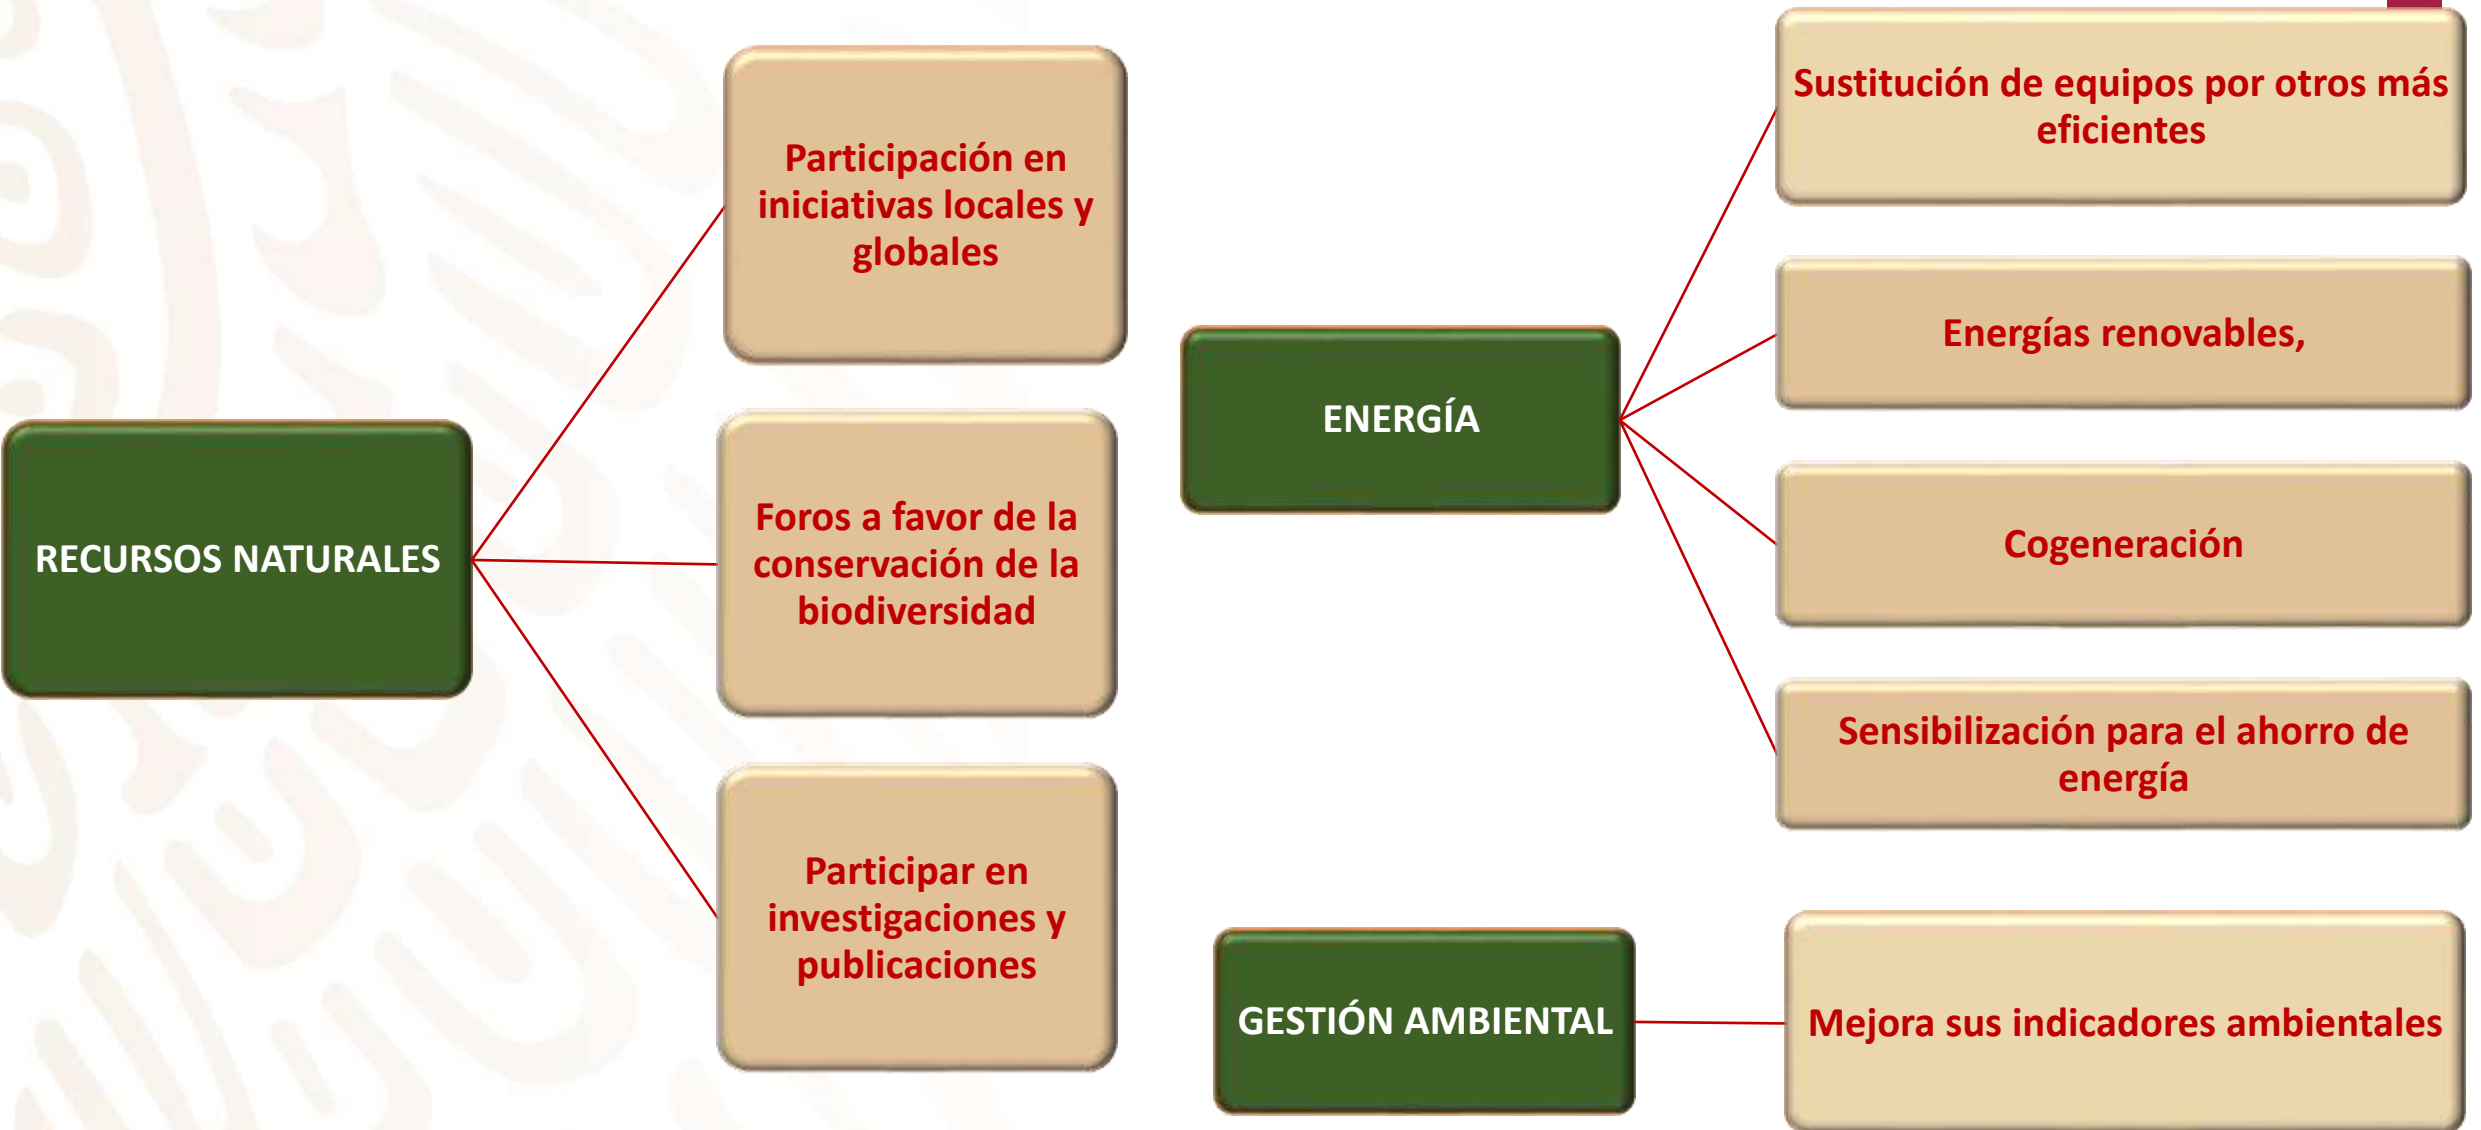 RECURSOS NATURALES
Participación en
iniciativas locales y
globales
Foros a favor de la
conservación de la
biodiversidad
Participar en
investigaciones y
publicaciones
ENERGÍA
Sustitución de equipos por otros más
eficientes
Energías renovables,
Cogeneración
Sensibilización para el ahorro de
energía
GESTIÓN AMBIENTAL
Mejora sus indicadores ambientales